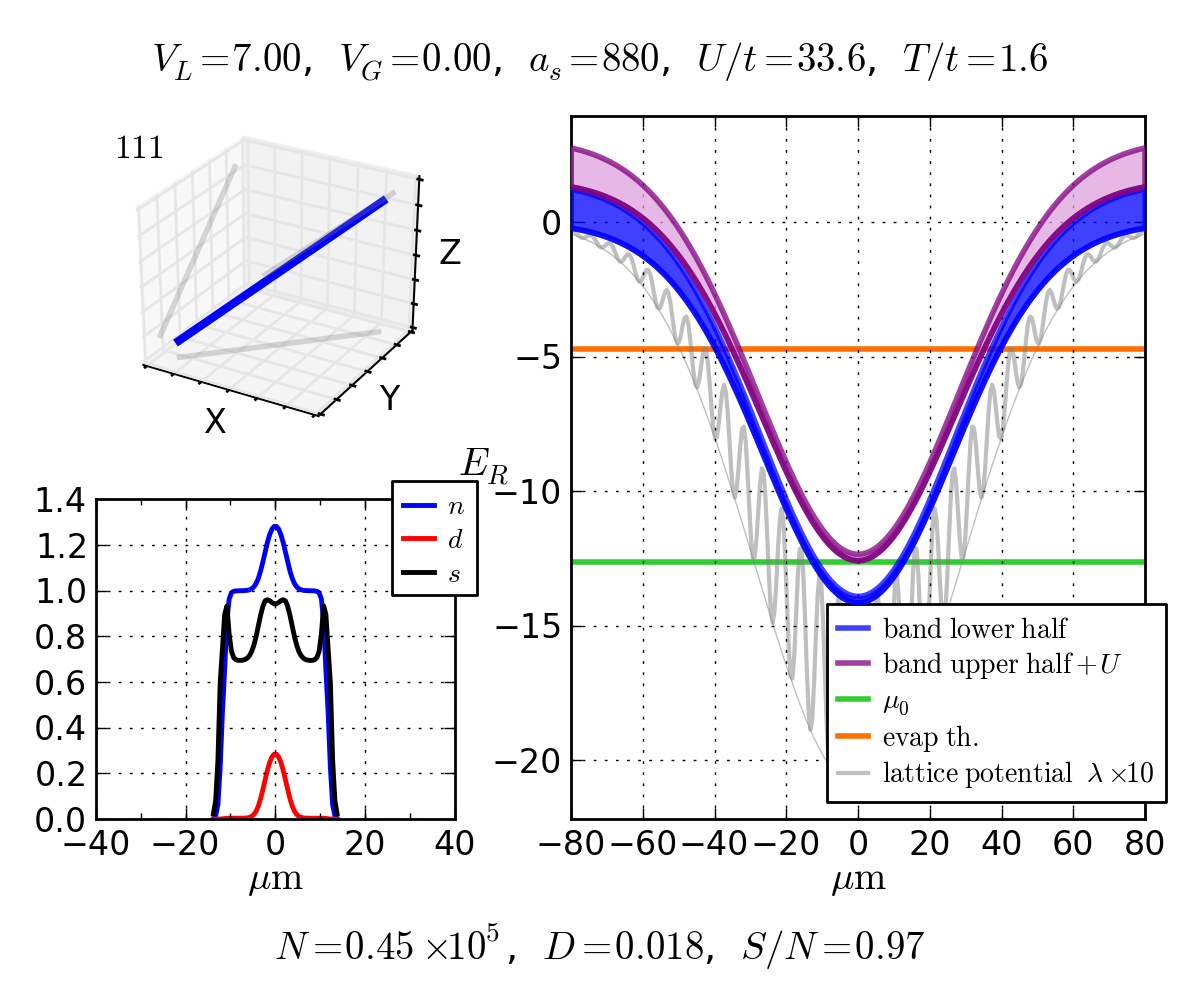 V_L=7.00, V_G=0.00, a_s=880, U/t=33.6, T/t=1.6
111
Z
Y
X
E_R
1.4
1.2
1.0
0.8
0.6
0.4
0.2
0.0
n
d
s
−40 −20 0 20 40
μm
0
−5
−10
−15
−20
band lower half
band upper half+U
μ_0
evap th.
lattice potential λ×10
−80 −60 −40 −20 0 20 40 60 80
μm
N=0.45×10^5, D=0.018, S/N=0.97